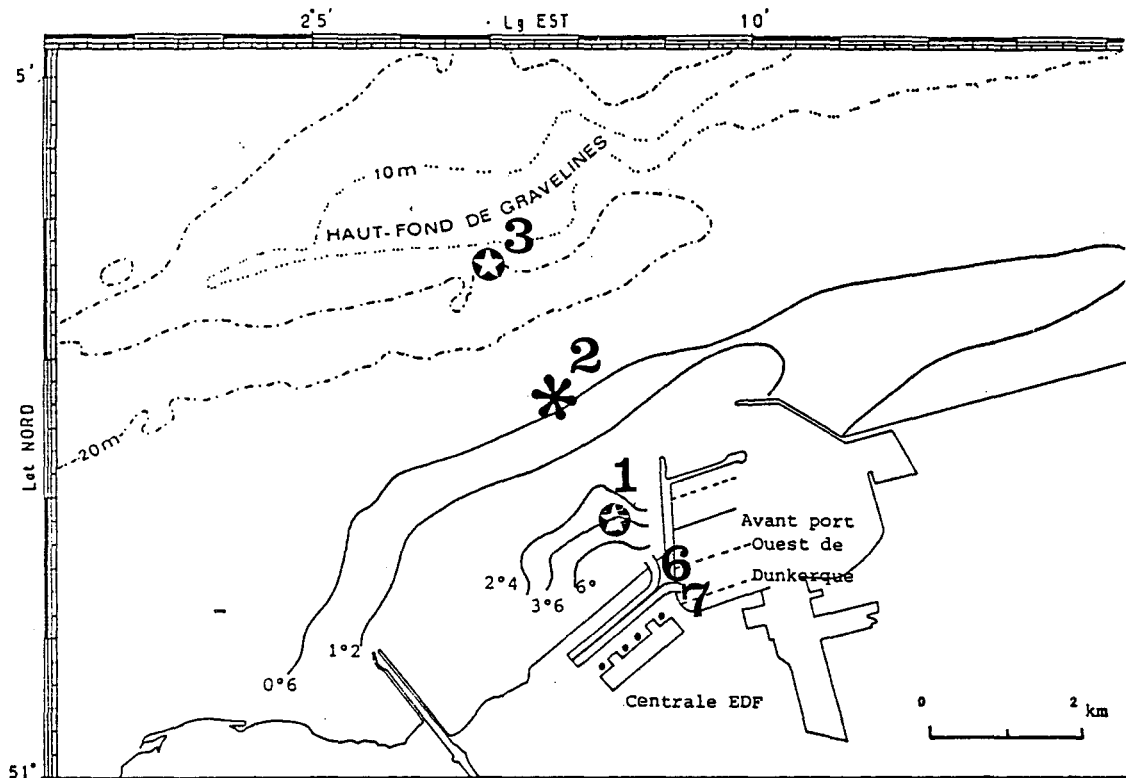 2°5' Lg EST 10'
5'
10m
HAUT-FOND DE GRAVELINES
3
2
20m
Lat NORD
1
Avant port
Ouest de
Dunkerque
6
7
2°4
3°6
6°
1°2
0°6
Centrale EDF
0 2 km
51°